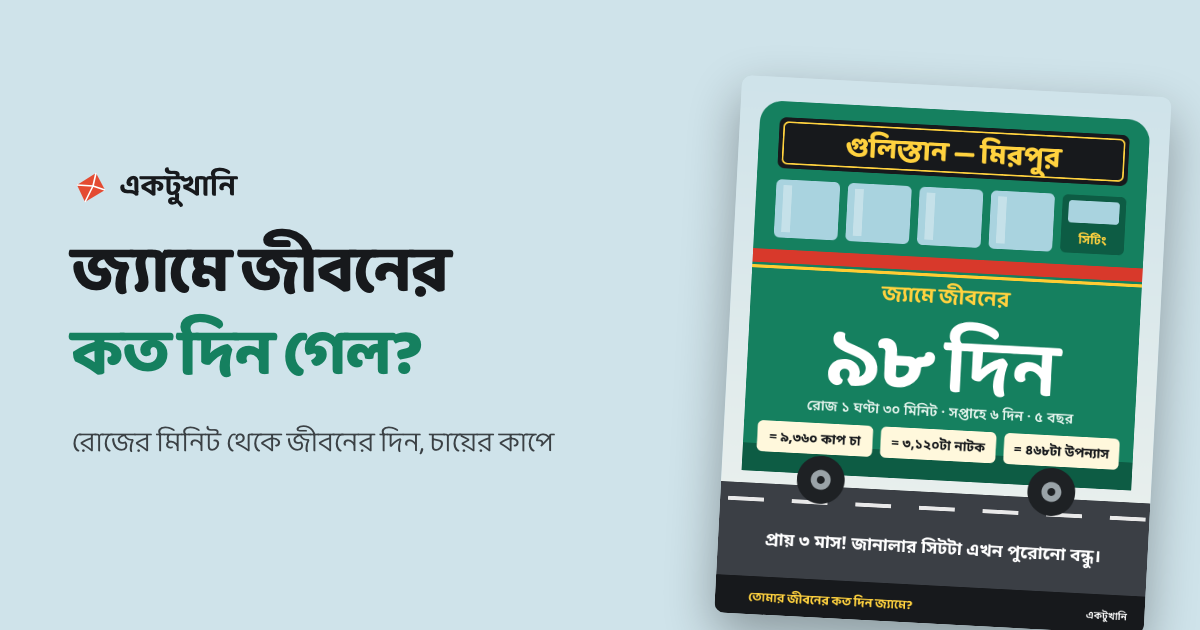 একটুখানি
জ্যামে জীবনের
কত দিন গেল?
রোজের মিনিট থেকে জীবনের দিন, চায়ের কাপে
গুলিস্তান – মিরপুর
সিটিং
জ্যামে জীবনের
৯৮ দিন
রোজ ১ ঘণ্টা ৩০ মিনিট · সপ্তাহে ৬ দিন · ৫ বছর
= ৯,৩৬০ কাপ চা
= ৩,১২০টা নাটক
= ৪৬৮টা উপন্যাস
প্রায় ৩ মাস! জানালার সিটটা এখন পুরোনো বন্ধু।
তোমার জীবনের কত দিন জ্যামে?
একটুখানি